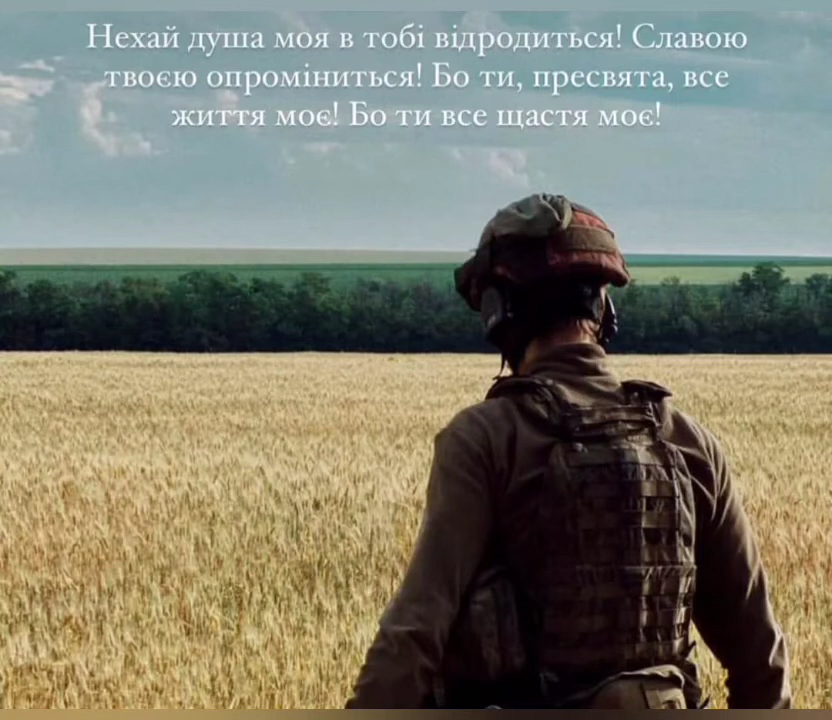 Нехай душа моя в тобі відродиться! Славою
твоєю опроміниться! Бо ти, пресвята, все
життя моє! Бо ти все щастя моє!